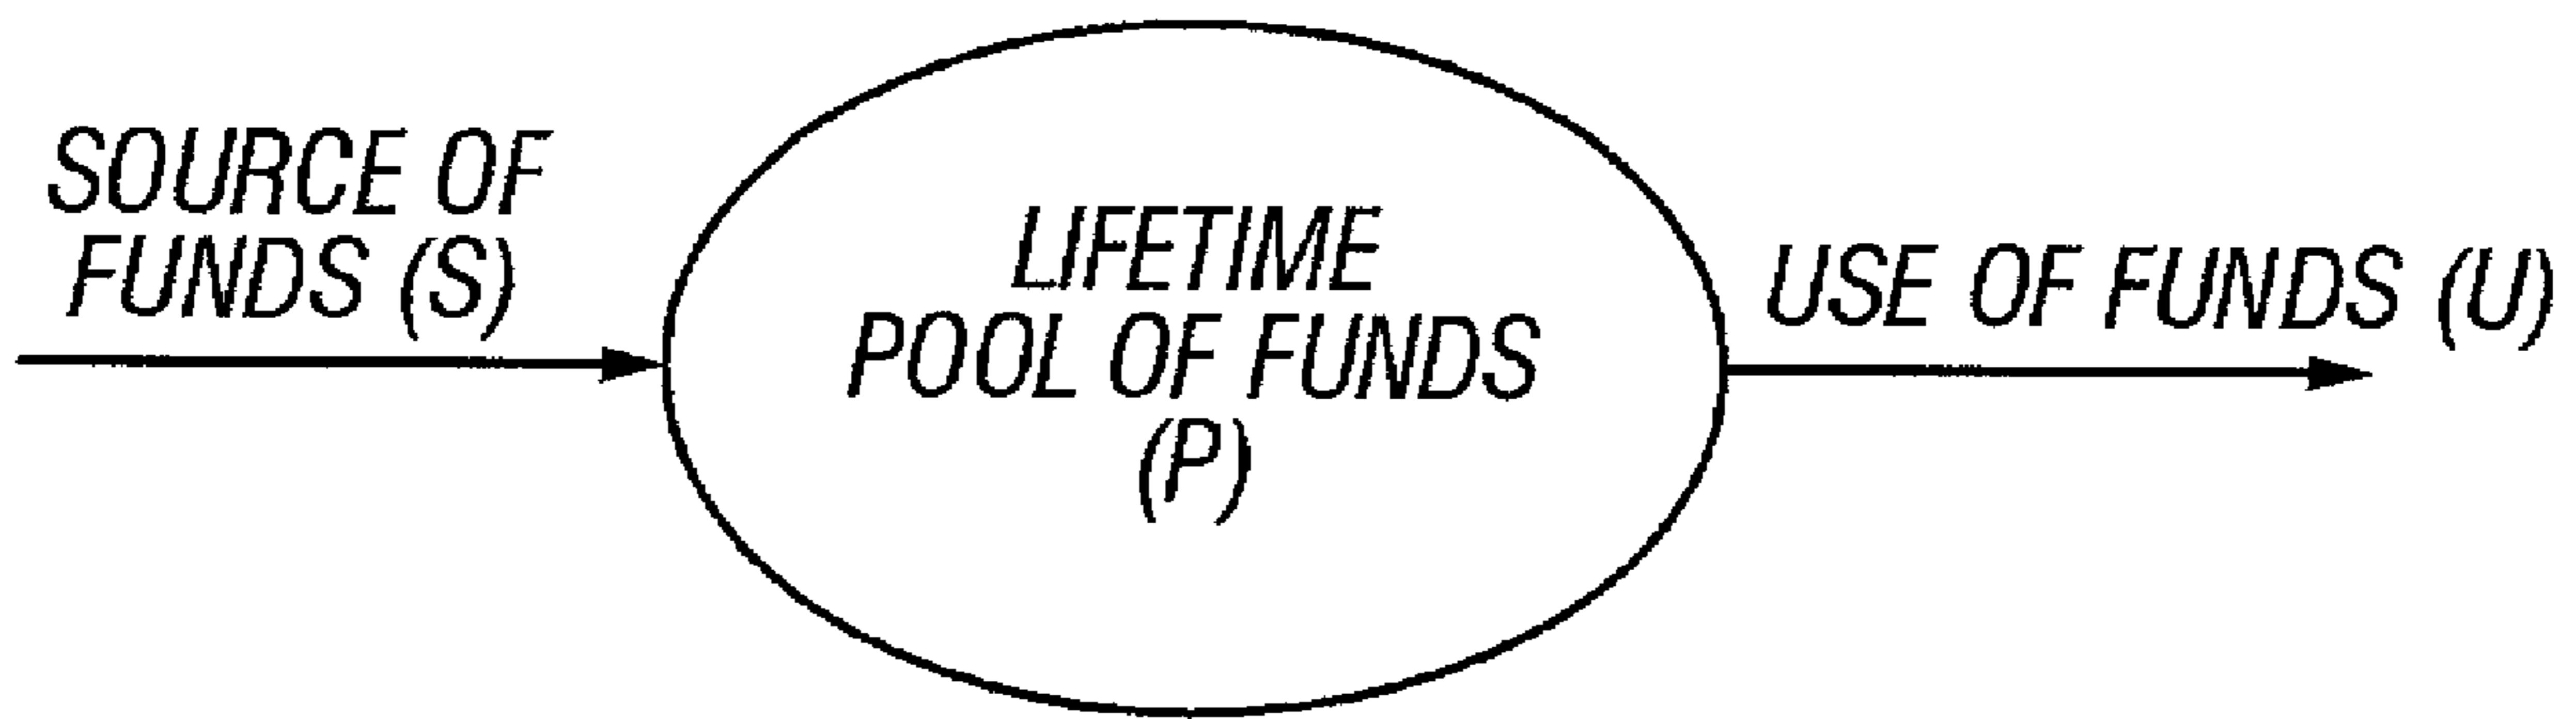 SOURCE OF
FUNDS (S)
LIFETIME
POOL OF FUNDS
(P)
USE OF FUNDS (U)